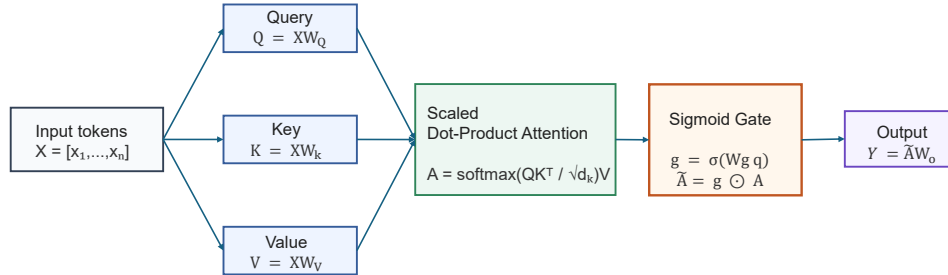 Input tokens
X = [x₁,...,xₙ]
Query
Q = XW_Q
Key
K = XW_k
Value
V = XW_V
Scaled
Dot-Product Attention
A = softmax(QKᵀ / √dₖ)V
Sigmoid Gate
g = σ(Wg q)
Ã = g ⊙ A
Output
Y = ÃWₒ